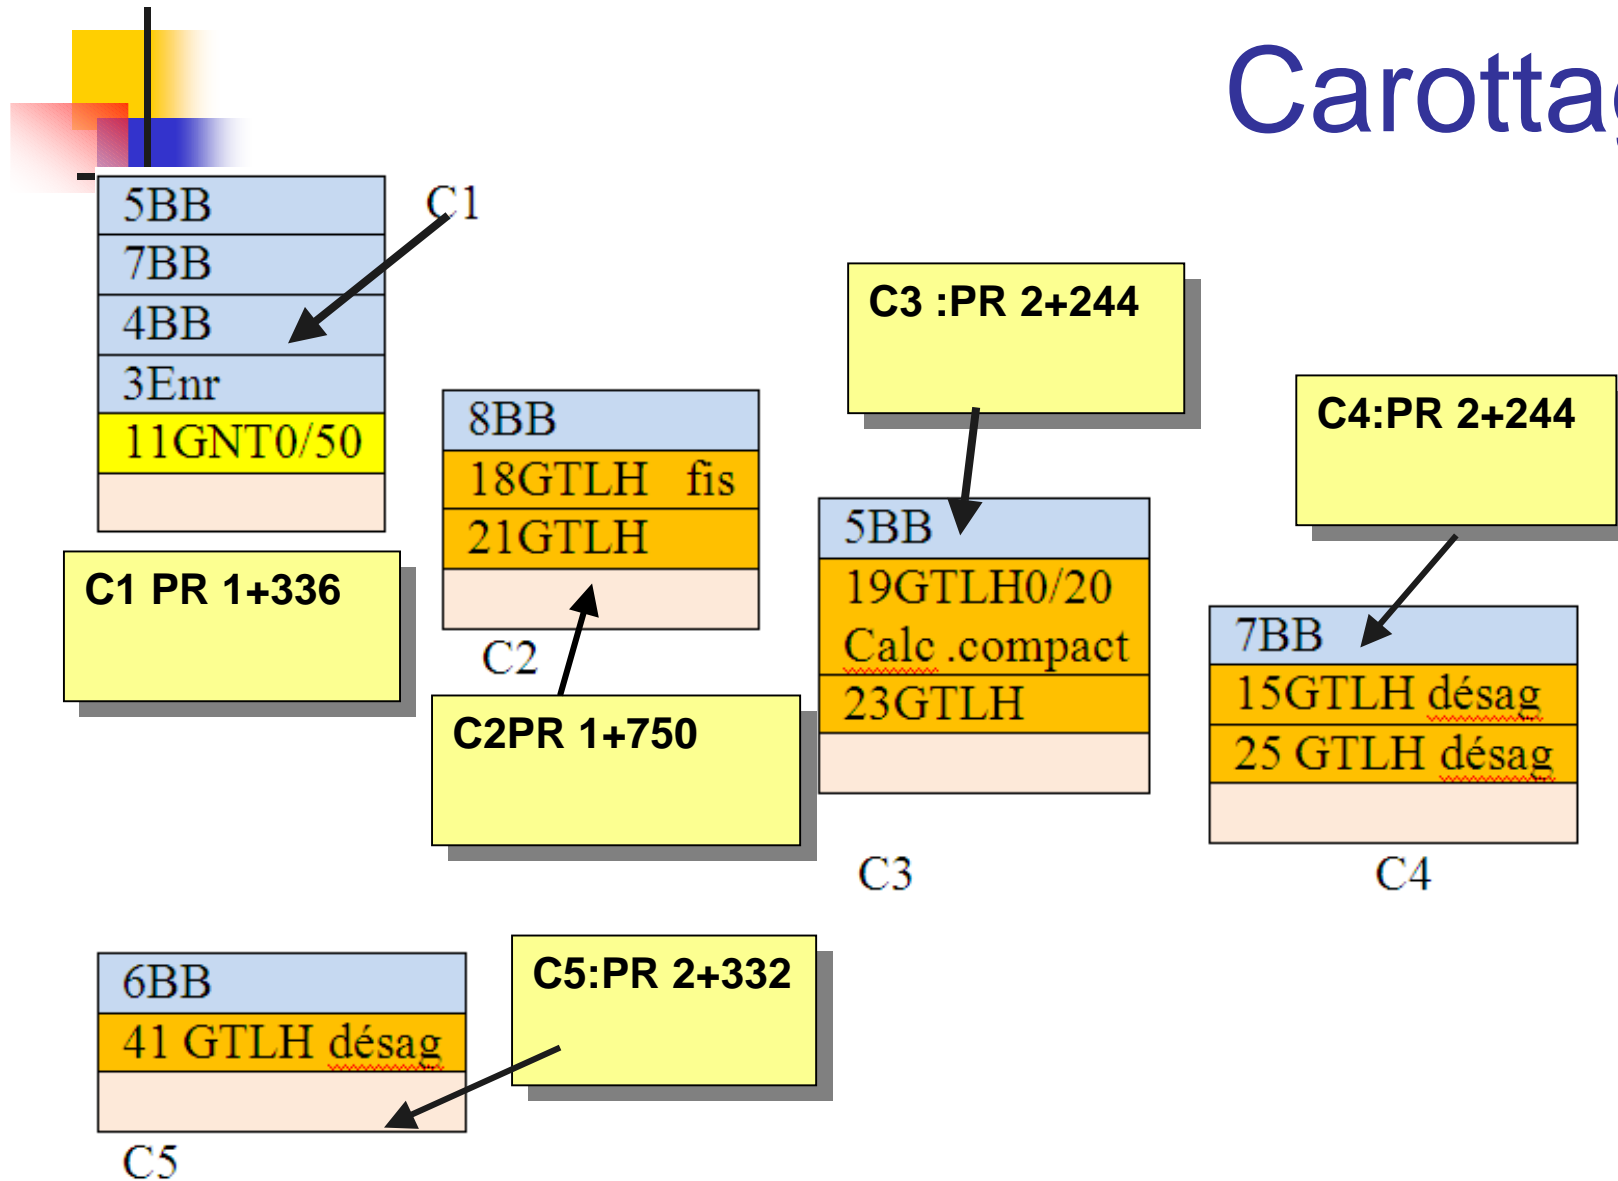 Carottag
5BB
7BB
4BB
3Enr
11GNT0/50
C1
C1 PR 1+336
8BB
18GTLH fis
21GTLH
C2
C2PR 1+750
C3 :PR 2+244
5BB
19GTLH0/20
Calc .compact
23GTLH
C3
C4:PR 2+244
7BB
15GTLH désag
25 GTLH désag
C4
6BB
41 GTLH désag
C5
C5:PR 2+332